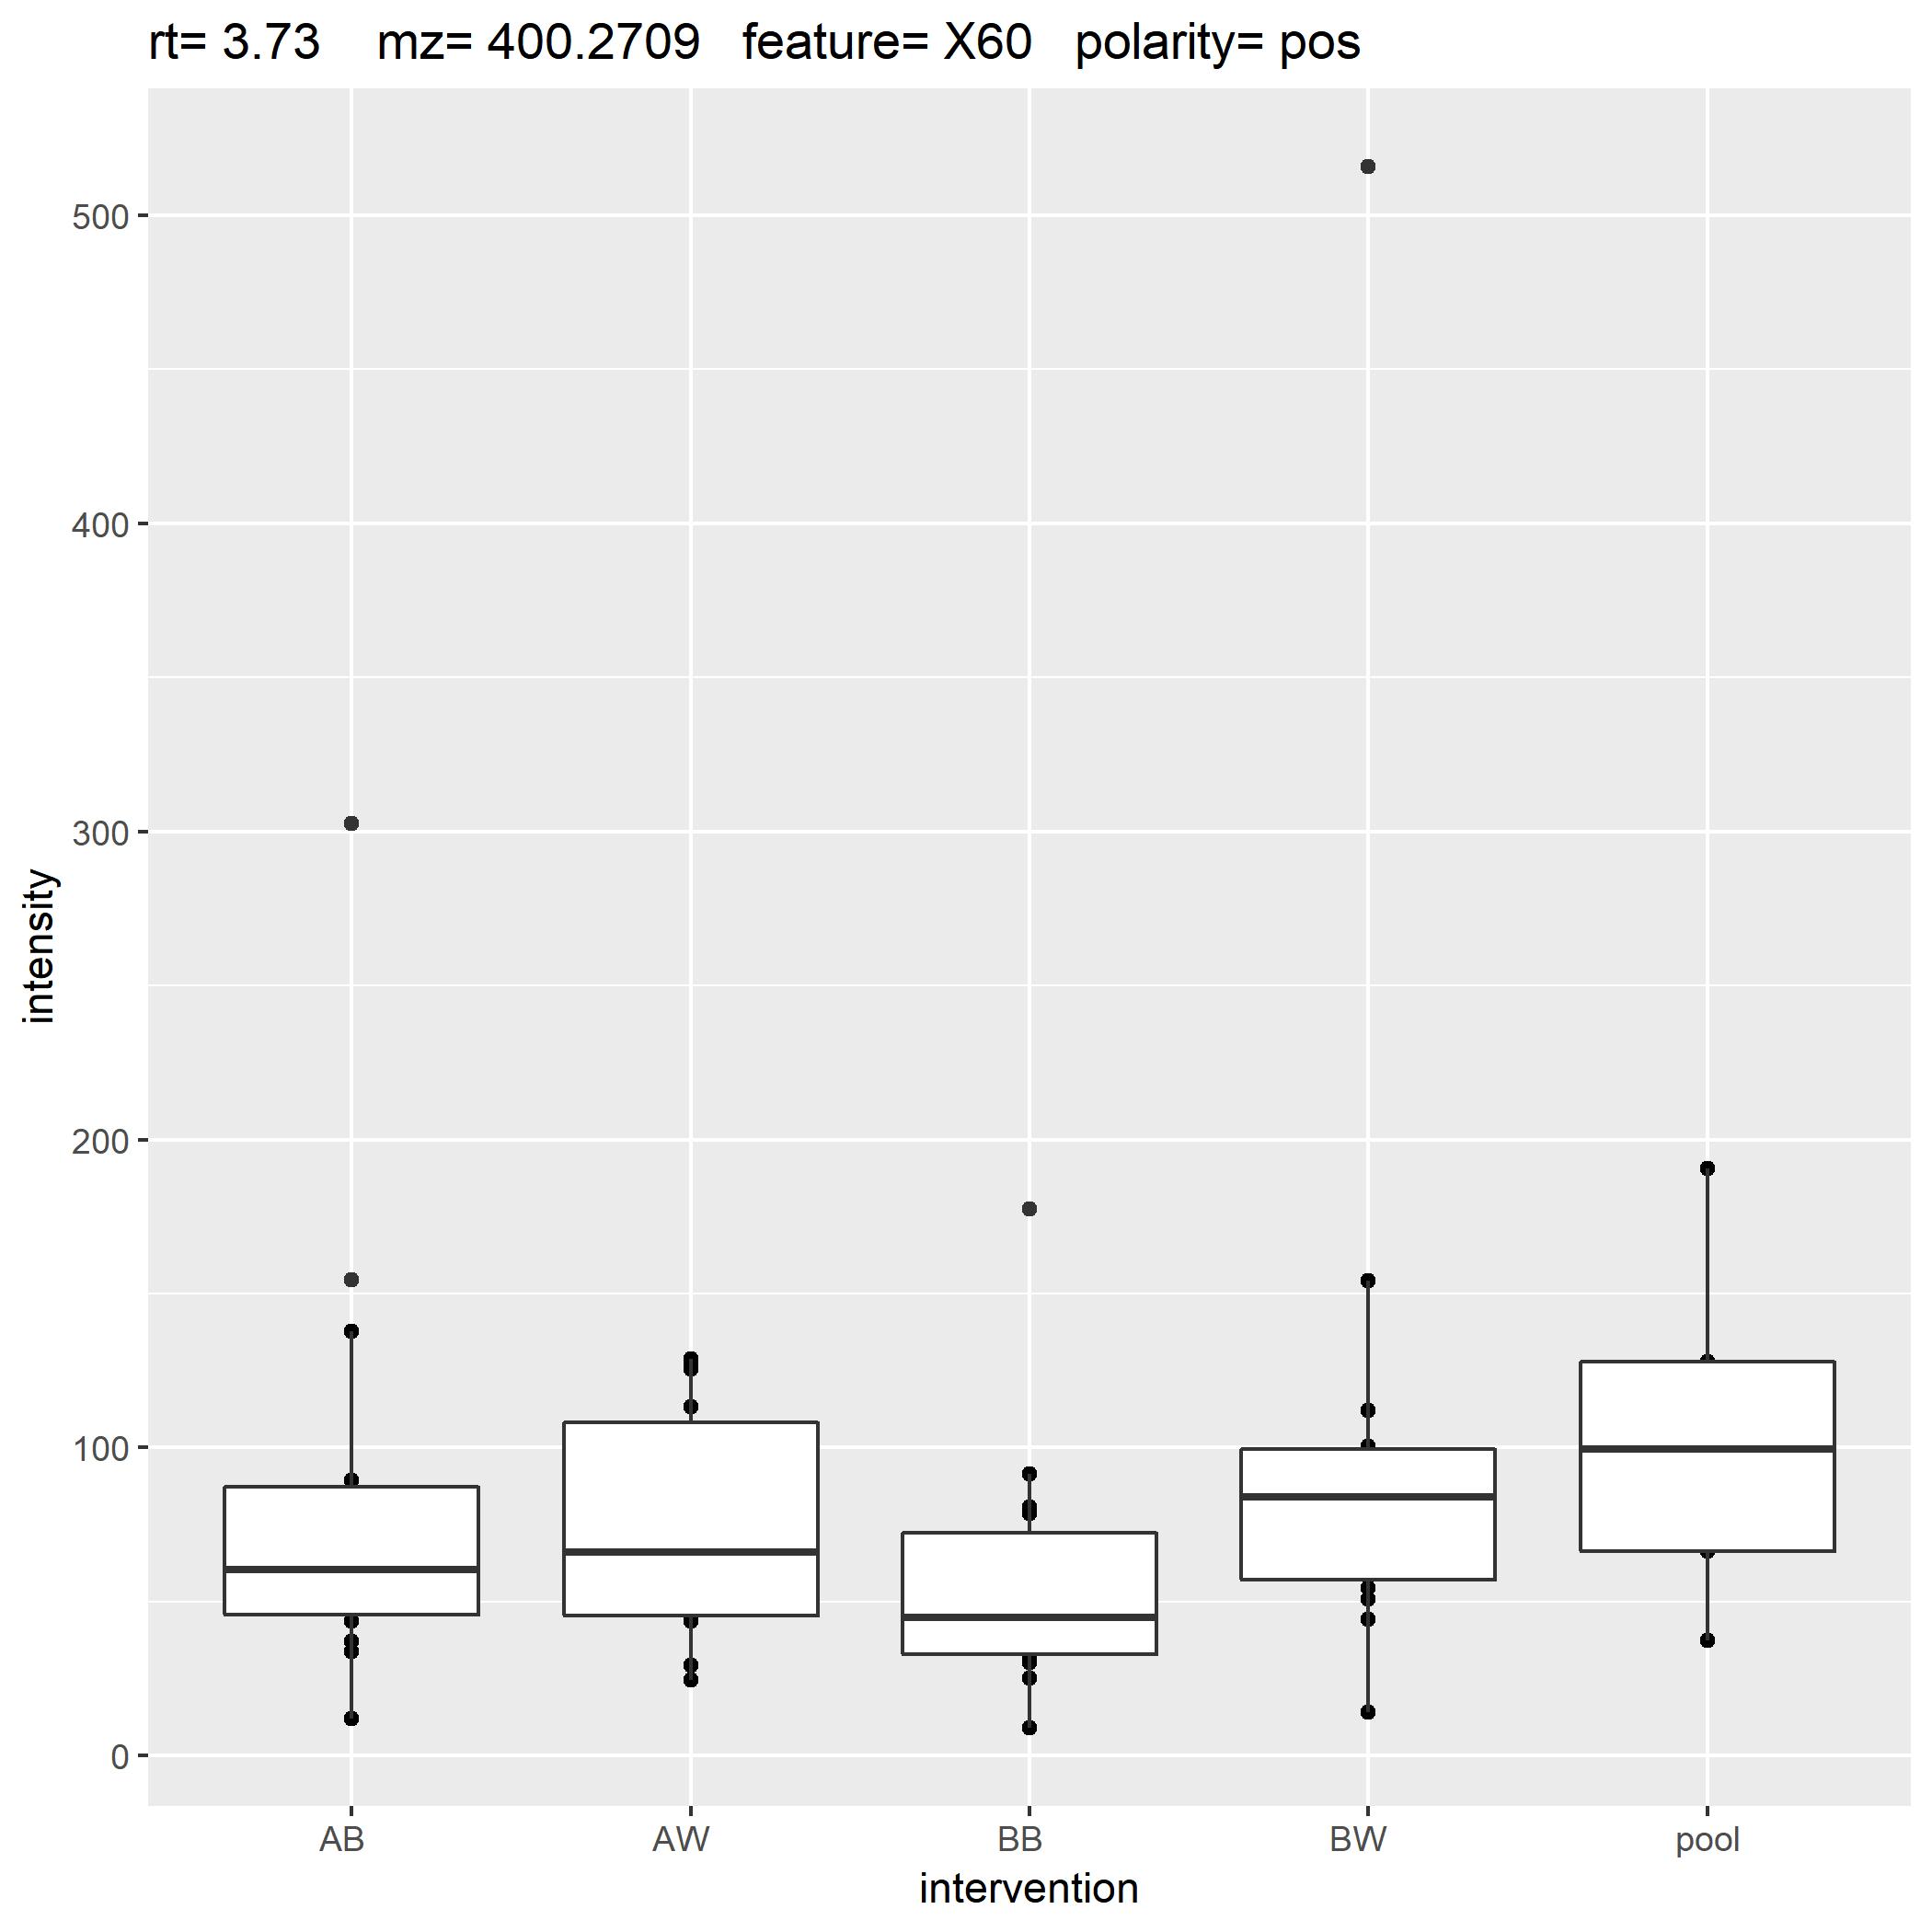 rt= 3.73    mz= 400.2709   feature= X60   polarity= pos
500
400
300
200
100
0
intensity
AB
AW
BB
BW
pool
intervention